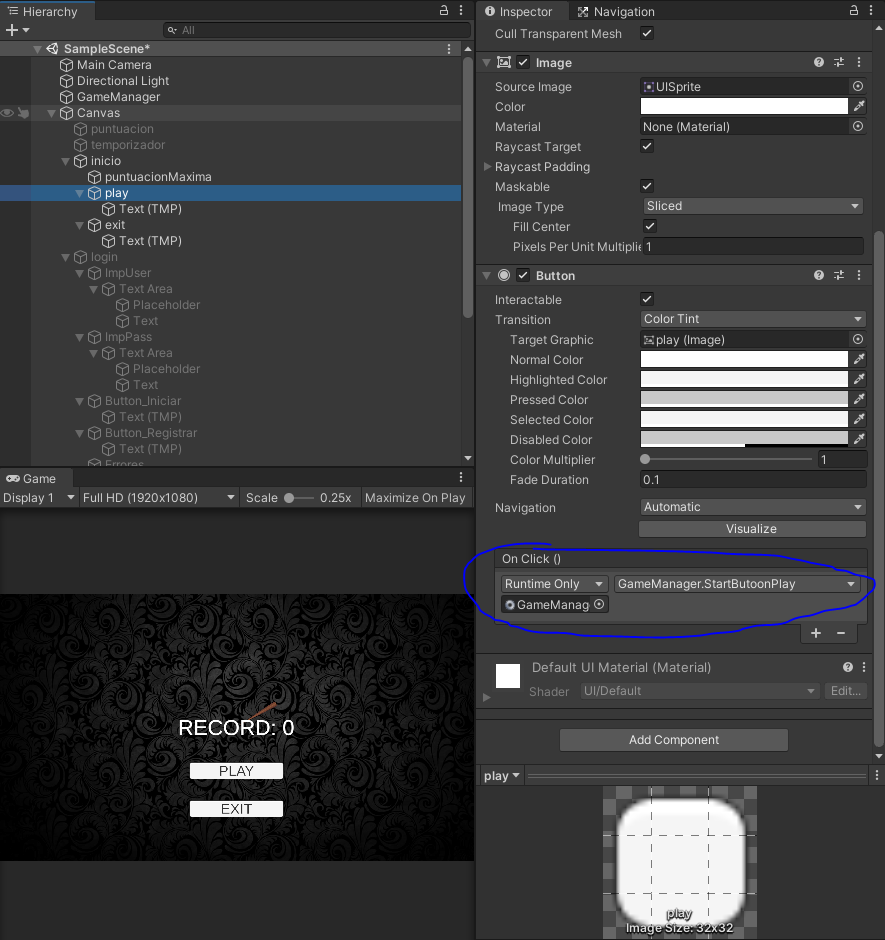 Hierarchy
All
SampleScene*
Main Camera
Directional Light
GameManager
Canvas
puntuacion
temporizador
inicio
puntuacionMaxima
play
Text (TMP)
exit
Text (TMP)
login
ImpUser
Text Area
Placeholder
Text
ImpPass
Text Area
Placeholder
Text
Button_Iniciar
Text (TMP)
Button_Registrar
Text (TMP)
Errores
Game
Display 1 Full HD (1920x1080) Scale 0.25x Maximize On Play
RECORD: 0
PLAY
EXIT
Inspector Navigation
Cull Transparent Mesh
Image
Source Image UISprite
Color
Material None (Material)
Raycast Target
Raycast Padding
Maskable
Image Type Sliced
Fill Center
Pixels Per Unit Multiplie 1
Button
Interactable
Transition Color Tint
Target Graphic play (Image)
Normal Color
Highlighted Color
Pressed Color
Selected Color
Disabled Color
Color Multiplier 1
Fade Duration 0.1
Navigation Automatic
Visualize
On Click ()
Runtime Only GameManager.StartButoonPlay
GameManag
+ −
Default UI Material (Material)
Shader UI/Default Edit...
Add Component
play
play
Image Size: 32x32